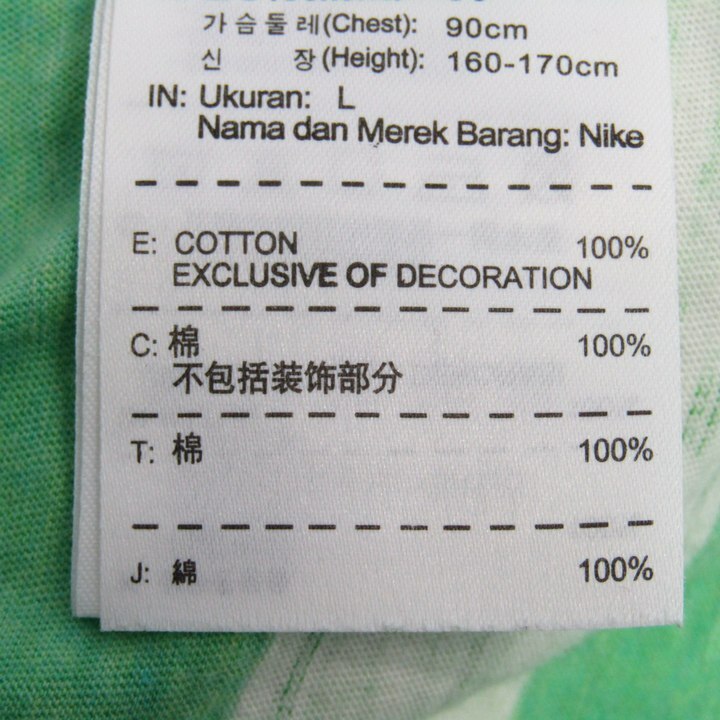 가슴둘레(Chest): 90cm
신 장(Height): 160-170cm
IN: Ukuran: L
Nama dan Merek Barang: Nike
E: COTTON 100%
EXCLUSIVE OF DECORATION
C: 棉 100%
不包括装饰部分
T: 棉 100%
J: 綿 100%